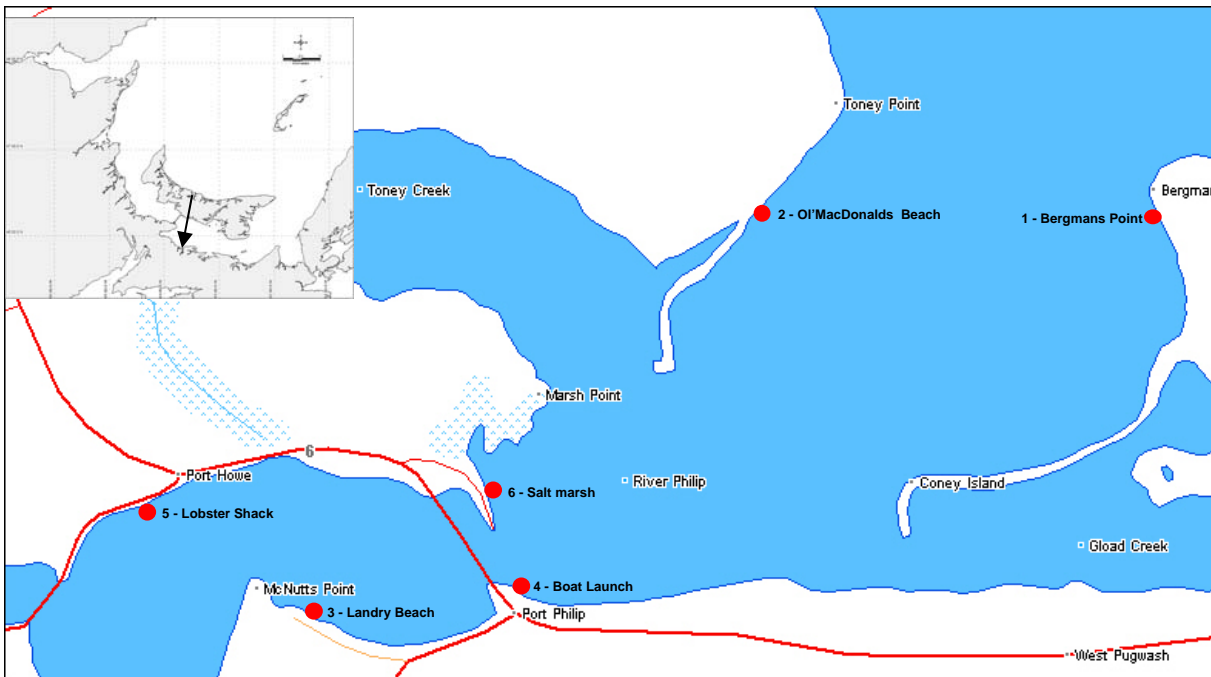 Toney Point
Toney Creek
Bergman
2 - Ol'MacDonalds Beach
1 - Bergmans Point
Marsh Point
6
Port Howe
River Philip
Coney Island
6 - Salt marsh
5 - Lobster Shack
Gload Creek
McNutts Point
4 - Boat Launch
3 - Landry Beach
Port Philip
West Pugwash